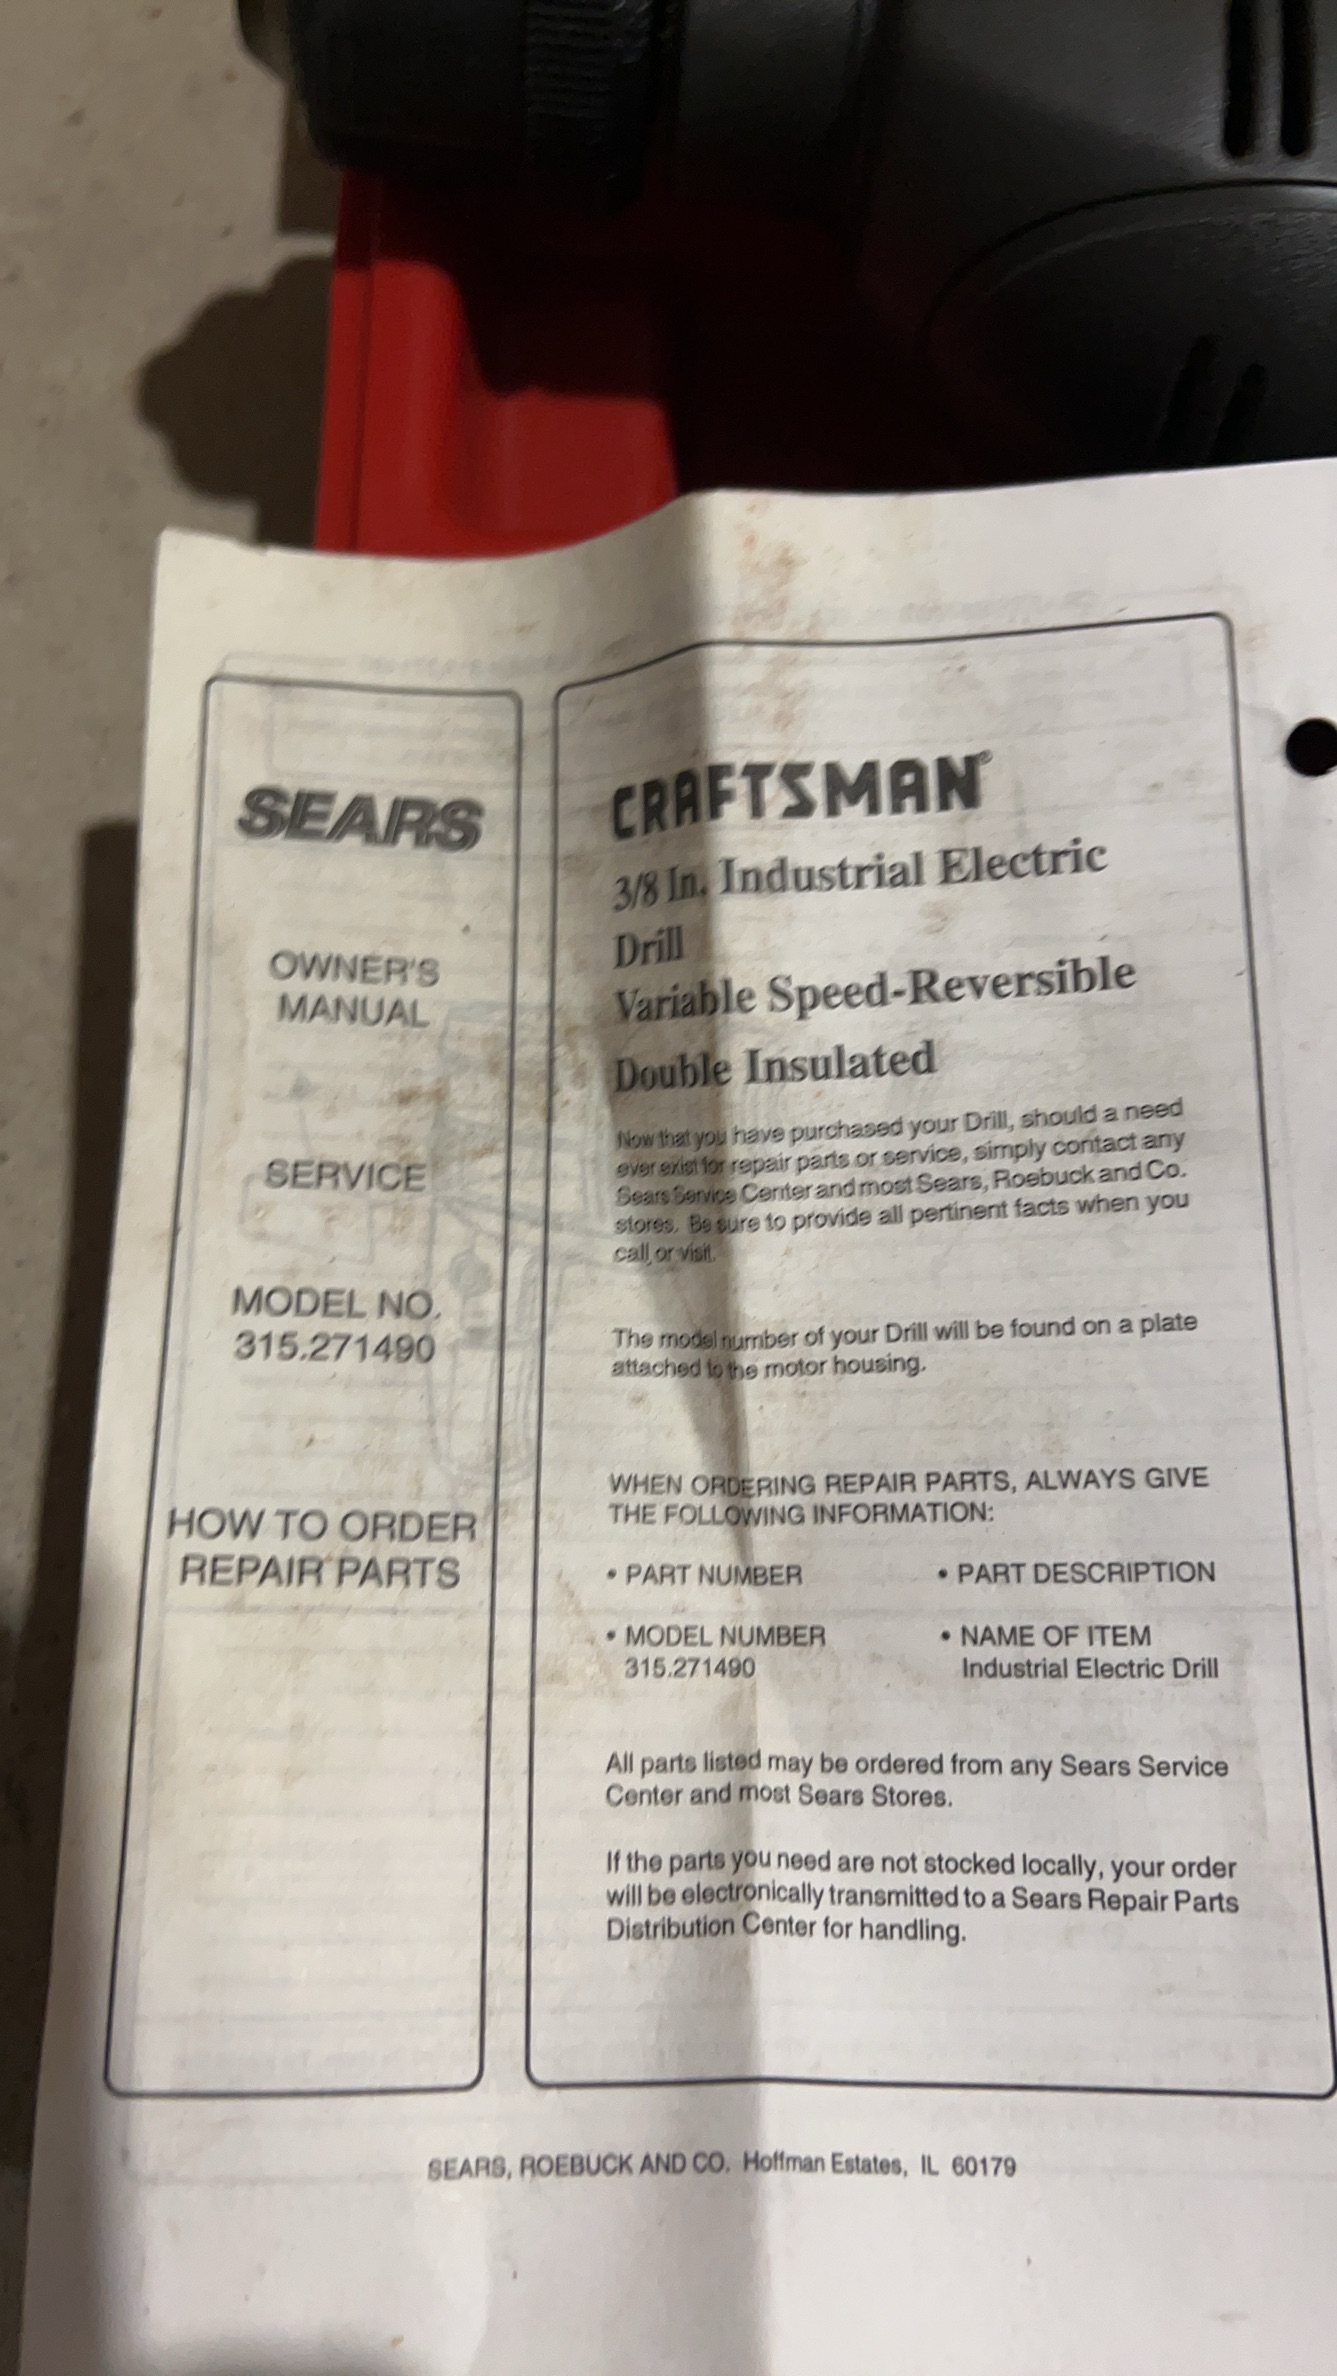 SEARS
OWNER'S
MANUAL
SERVICE
MODEL NO.
315.271490
HOW TO ORDER
REPAIR PARTS
CRAFTSMAN®
3/8 In. Industrial Electric
Drill
Variable Speed-Reversible
Double Insulated
Now that you have purchased your Drill, should a need
ever exist for repair parts or service, simply contact any
Sears Service Center and most Sears, Roebuck and Co.
stores. Be sure to provide all pertinent facts when you
call or visit.
The model number of your Drill will be found on a plate
attached to the motor housing.
WHEN ORDERING REPAIR PARTS, ALWAYS GIVE
THE FOLLOWING INFORMATION:
• PART NUMBER • PART DESCRIPTION
• MODEL NUMBER • NAME OF ITEM
315.271490 Industrial Electric Drill
All parts listed may be ordered from any Sears Service
Center and most Sears Stores.
If the parts you need are not stocked locally, your order
will be electronically transmitted to a Sears Repair Parts
Distribution Center for handling.
SEARS, ROEBUCK AND CO. Hoffman Estates, IL 60179